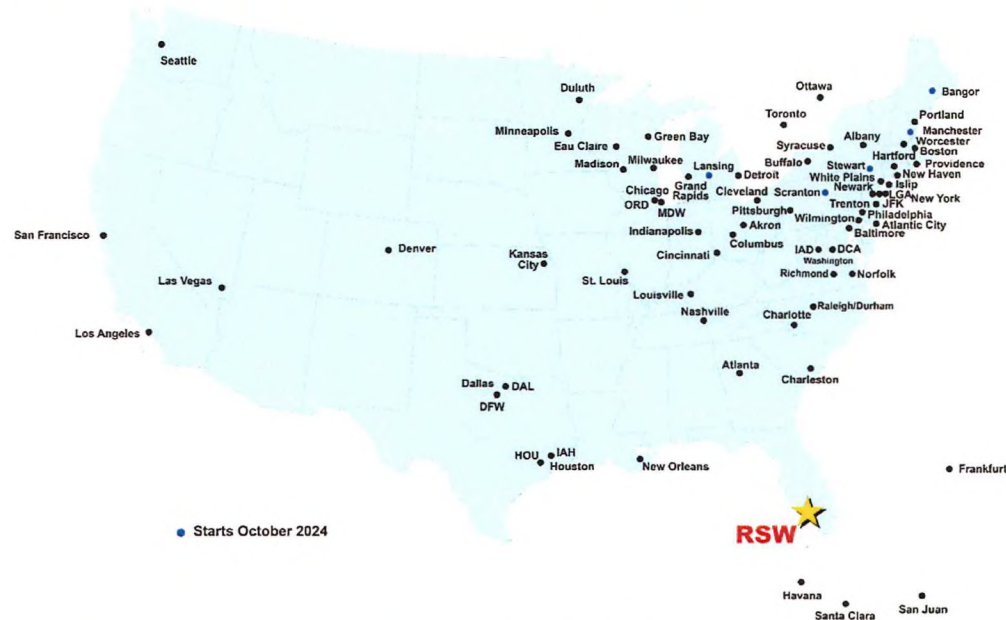 Seattle
Duluth
Ottawa
Bangor
Toronto
Portland
Minneapolis
Green Bay
Albany
Manchester
Eau Claire
Syracuse
Worcester
Boston
Madison
Milwaukee
Lansing
Buffalo
Hartford
Providence
Detroit
Stewart
New Haven
White Plains
Grand
Rapids
Chicago
ORD
MDW
Cleveland
Scranton
Newark
Islip
LGA
New York
JFK
Trenton
Pittsburgh
Wilmington
Philadelphia
Atlantic City
Akron
Baltimore
Indianapolis
Columbus
San Francisco
Denver
Kansas
City
Cincinnati
IAD
DCA
Washington
St. Louis
Richmond
Norfolk
Las Vegas
Louisville
Nashville
Raleigh/Durham
Charlotte
Los Angeles
Atlanta
Charleston
Dallas
DAL
DFW
HOU
IAH
Houston
New Orleans
Frankfurt
Starts October 2024
RSW
Havana
Santa Clara
San Juan